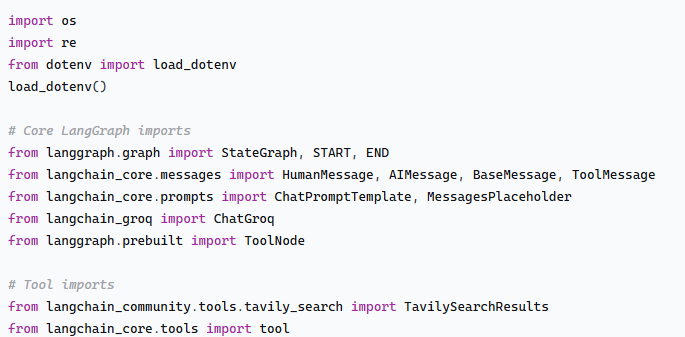 import os
import re
from dotenv import load_dotenv
load_dotenv()
# Core LangGraph imports
from langgraph.graph import StateGraph, START, END
from langchain_core.messages import HumanMessage, AIMessage, BaseMessage, ToolMessage
from langchain_core.prompts import ChatPromptTemplate, MessagesPlaceholder
from langchain_groq import ChatGroq
from langgraph.prebuilt import ToolNode
# Tool imports
from langchain_community.tools.tavily_search import TavilySearchResults
from langchain_core.tools import tool